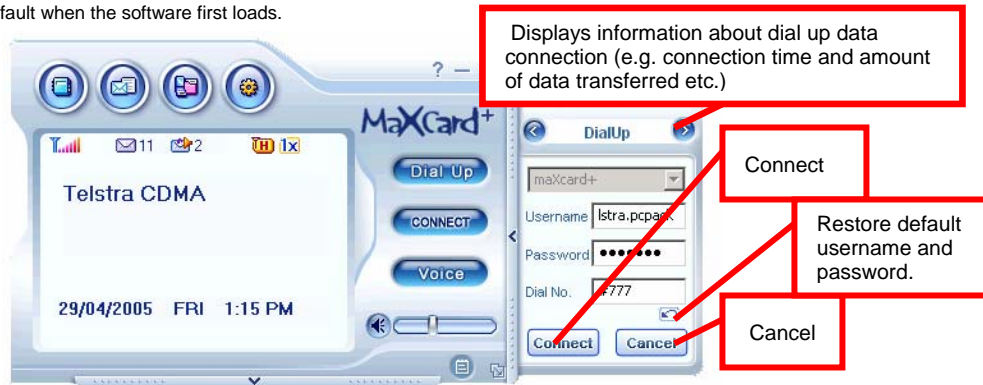 fault when the software first loads.
Displays information about dial up data
connection (e.g. connection time and amount
of data transferred etc.)
? –
MaXCard+
11 2 H 1x
Telstra CDMA
29/04/2005 FRI 1:15 PM
Dial Up
CONNECT
Voice
DialUp
maXcard+
Username lstra.pcpack
Password •••••••
Dial No. #777
Connect Cancel
Connect
Restore default
username and
password.
Cancel